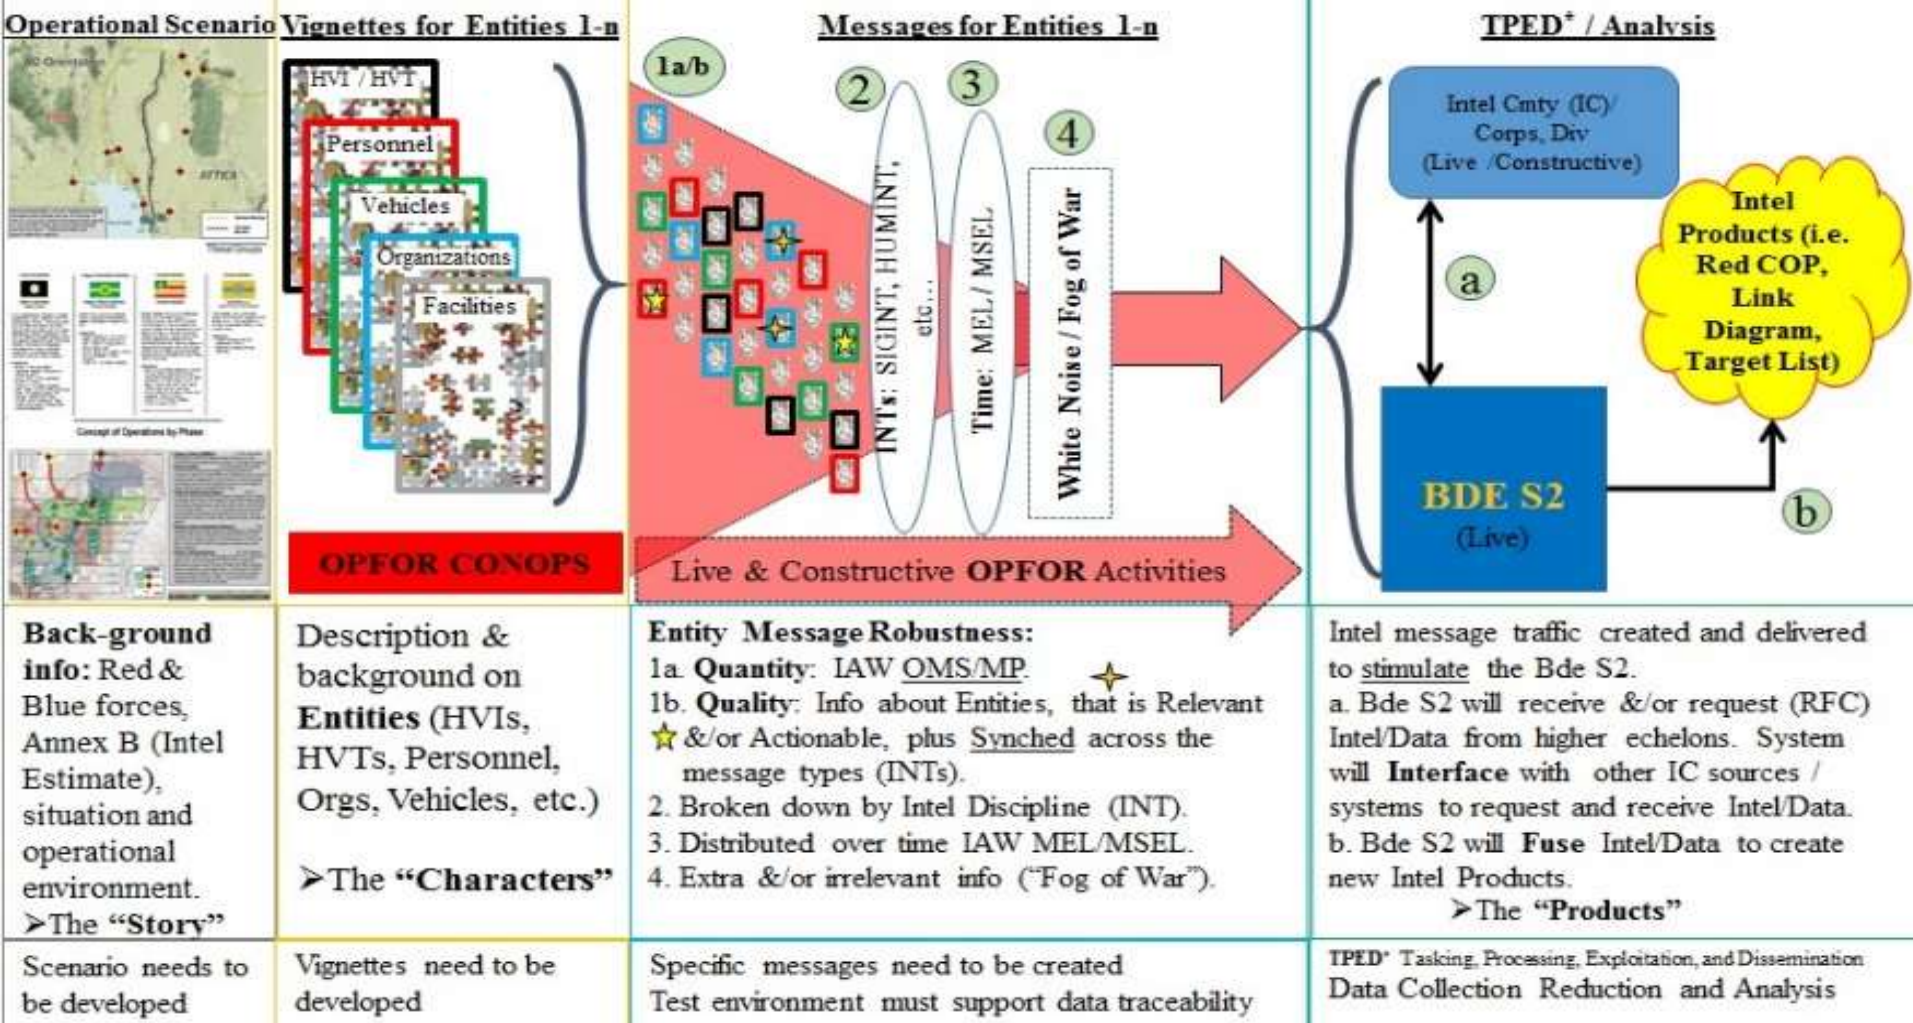 Operational Scenario
Vignettes for Entities 1-n
Messages for Entities 1-n
TPED* / Analysis
ATTICA
Concept of Operations by Phase
HVI / HVT
Personnel
Vehicles
Organizations
Facilities
OPFOR CONOPS
1a/b
2
3
4
INTs: SIGINT, HUMINT,
etc...
Time: MEL / MSEL
White Noise / Fog of War
Live & Constructive OPFOR Activities
Intel Cmty (IC)/
Corps, Div
(Live /Constructive)
a
BDE S2
(Live)
b
Intel
Products (i.e.
Red COP,
Link
Diagram,
Target List)
Back-ground
info: Red &
Blue forces,
Annex B (Intel
Estimate),
situation and
operational
environment.
➢The “Story”
Description &
background on
Entities (HVIs,
HVTs, Personnel,
Orgs, Vehicles, etc.)
➢The “Characters”
Entity Message Robustness:
1a. Quantity: IAW OMS/MP.
1b. Quality: Info about Entities, that is Relevant
&/or Actionable, plus Synched across the
message types (INTs).
2. Broken down by Intel Discipline (INT).
3. Distributed over time IAW MEL/MSEL.
4. Extra &/or irrelevant info (“Fog of War”).
Intel message traffic created and delivered
to stimulate the Bde S2.
a. Bde S2 will receive &/or request (RFC)
Intel/Data from higher echelons. System
will Interface with other IC sources /
systems to request and receive Intel/Data.
b. Bde S2 will Fuse Intel/Data to create
new Intel Products.
➢The “Products”
Scenario needs to
be developed
Vignettes need to be
developed
Specific messages need to be created
Test environment must support data traceability
TPED* Tasking, Processing, Exploitation, and Dissemination
Data Collection Reduction and Analysis